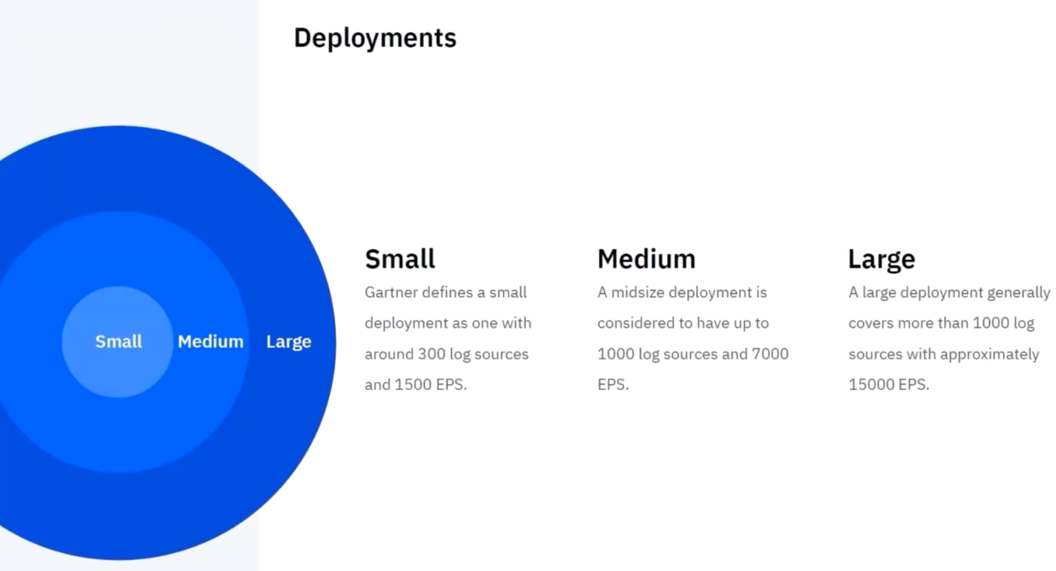 Deployments
Small
Medium
Large
Small
Gartner defines a small
deployment as one with
around 300 log sources
and 1500 EPS.
Medium
A midsize deployment is
considered to have up to
1000 log sources and 7000
EPS.
Large
A large deployment generally
covers more than 1000 log
sources with approximately
15000 EPS.